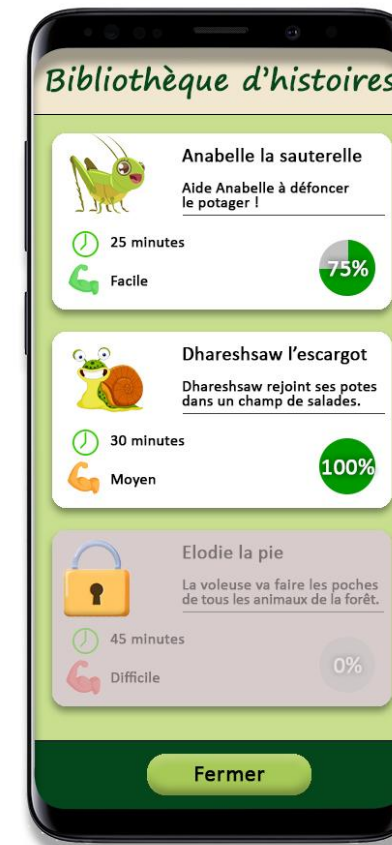 Bibliothèque d'histoires
Anabelle la sauterelle
Aide Anabelle à défoncer
le potager !
25 minutes
75%
Facile
Dhareshsaw l'escargot
Dhareshsaw rejoint ses potes
dans un champ de salades.
30 minutes
100%
Moyen
Elodie la pie
La voleuse va faire les poches
de tous les animaux de la forêt.
45 minutes
0%
Difficile
Fermer